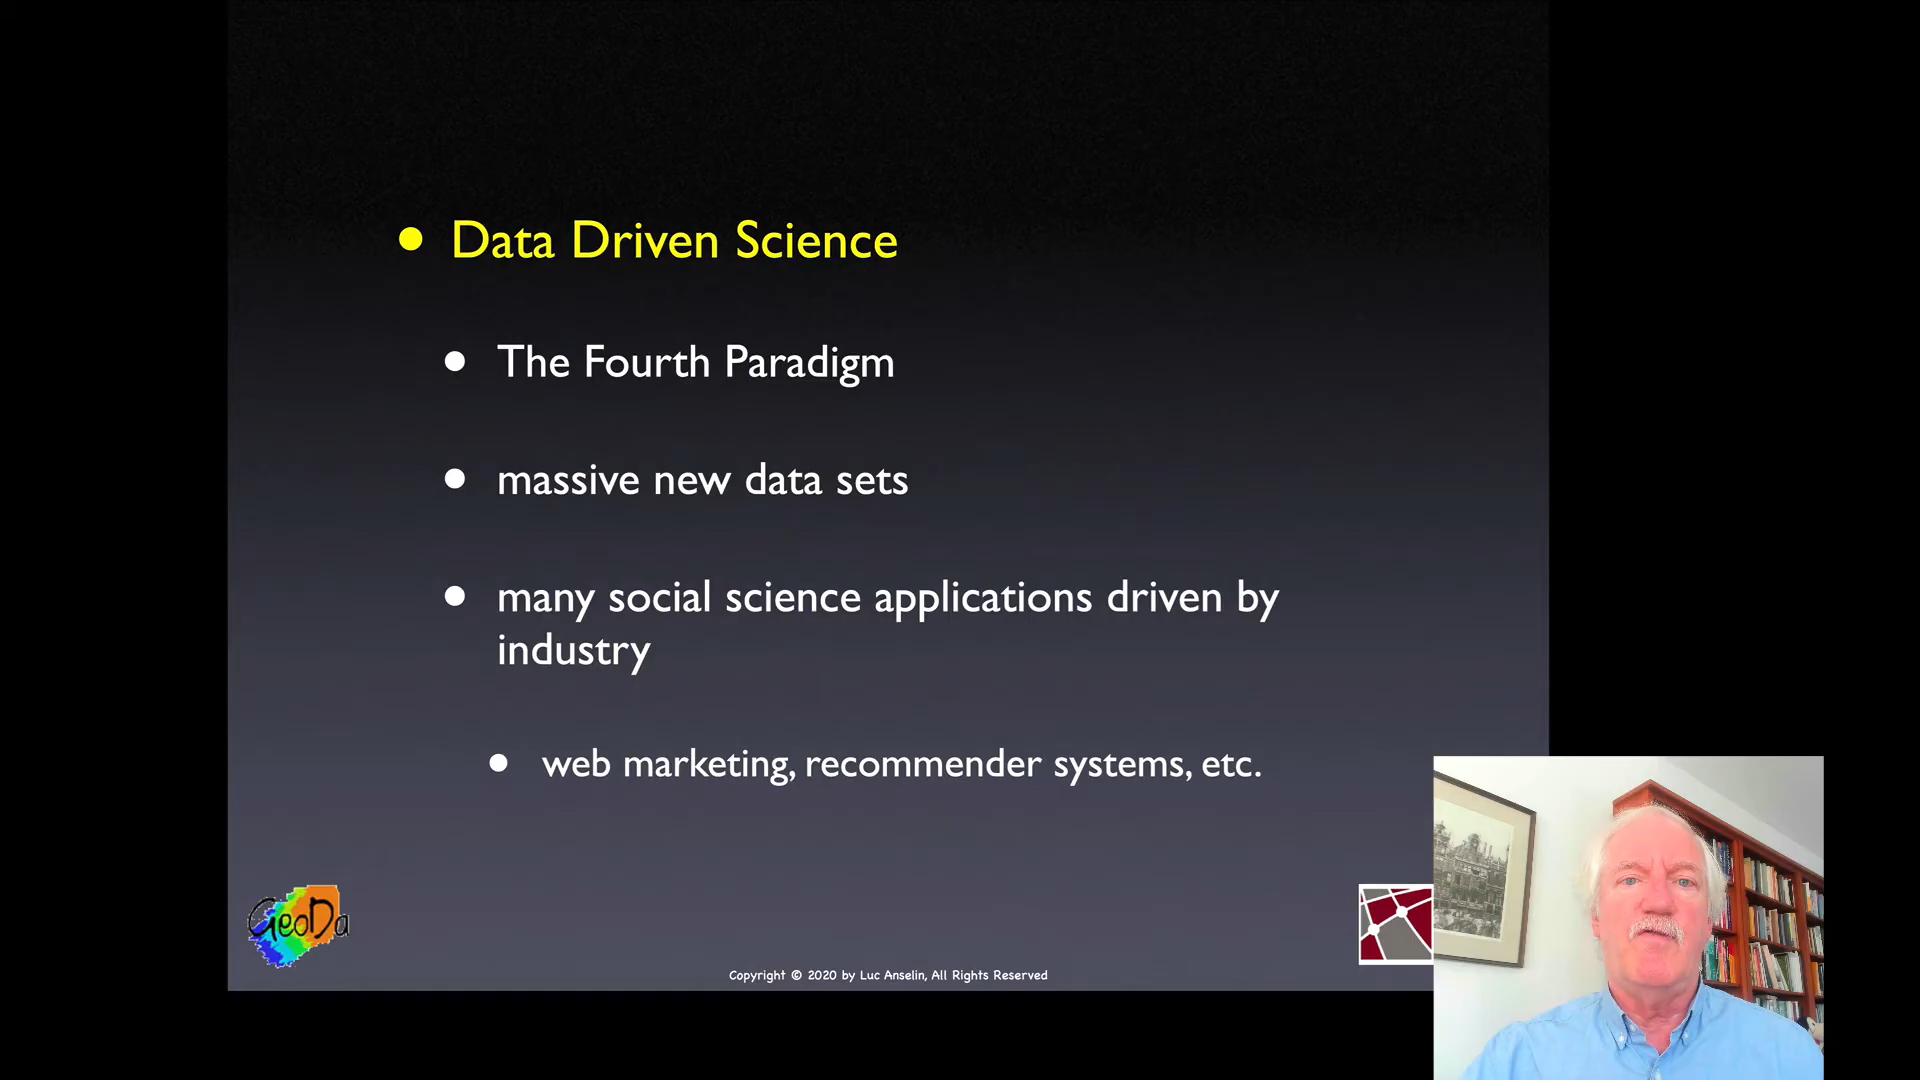 Data Driven Science
The Fourth Paradigm
massive new data sets
many social science applications driven by
industry
web marketing, recommender systems, etc.
GeoDa
Copyright © 2020 by Luc Anselin, All Rights Reserved